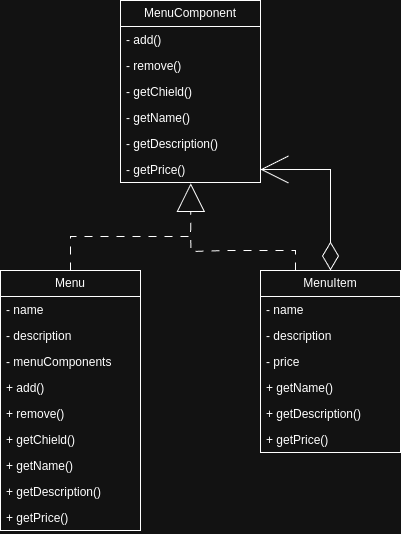 MenuComponent
- add()
- remove()
- getChield()
- getName()
- getDescription()
- getPrice()
Menu
- name
- description
- menuComponents
+ add()
+ remove()
+ getChield()
+ getName()
+ getDescription()
+ getPrice()
MenuItem
- name
- description
- price
+ getName()
+ getDescription()
+ getPrice()